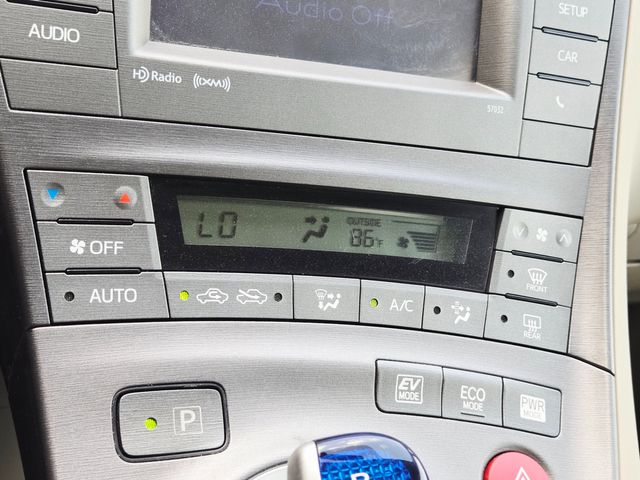 Audio Off
SETUP
AUDIO
CAR
HD Radio ((XM))
57032
LO
OUTSIDE
86°F
OFF
AUTO
A/C
FRONT
REAR
EV
MODE
ECO
MODE
PWR
MODE
P